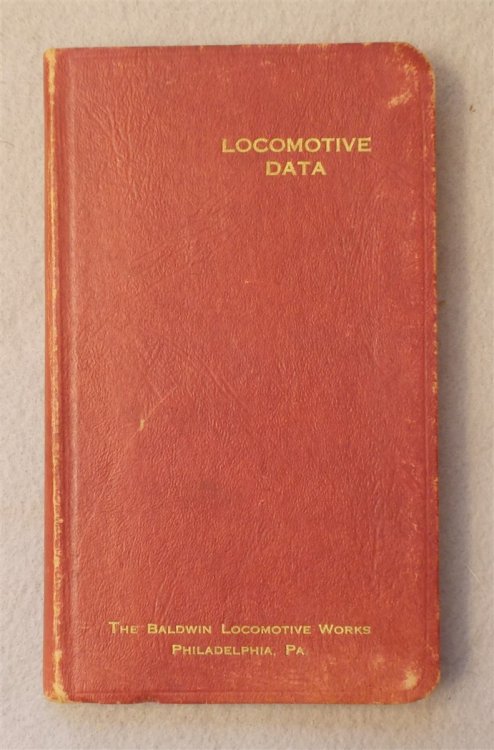 LOCOMOTIVE
DATA
THE BALDWIN LOCOMOTIVE WORKS
PHILADELPHIA, PA.